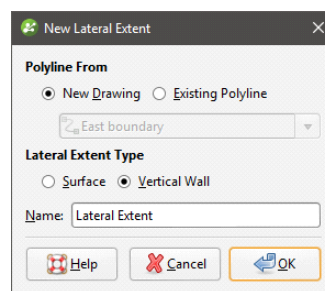 New Lateral Extent
Polyline From
New Drawing Existing Polyline
East boundary
Lateral Extent Type
Surface Vertical Wall
Name: Lateral Extent
Help Cancel OK